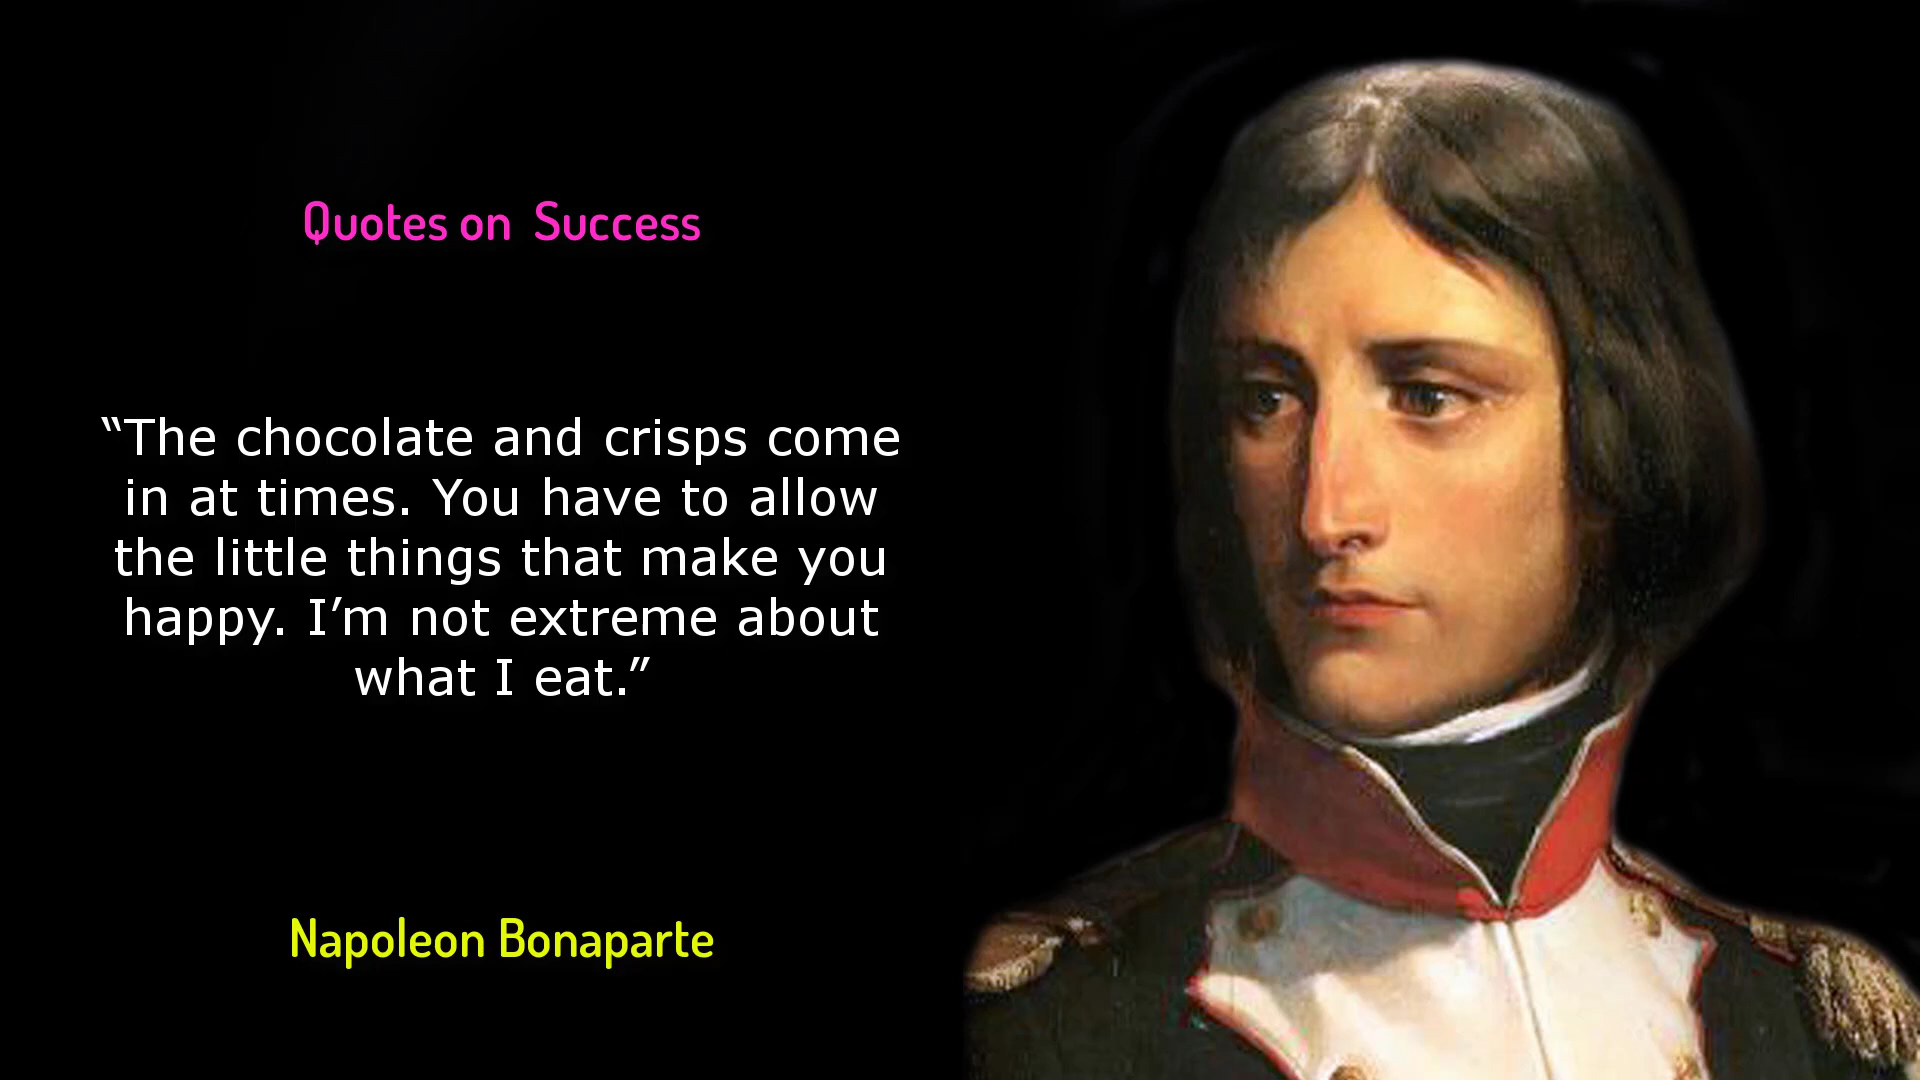 Quotes on  Success
“The chocolate and crisps come
in at times. You have to allow
the little things that make you
happy. I’m not extreme about
what I eat.”
Napoleon Bonaparte